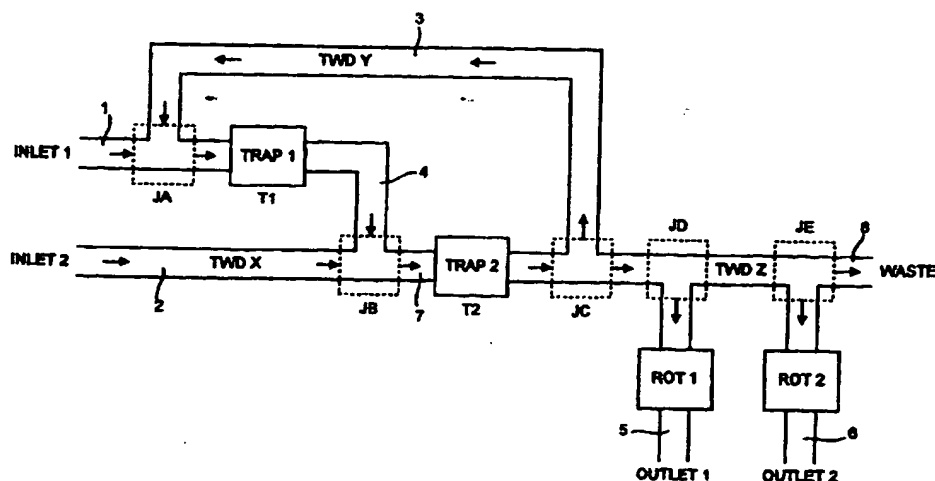 3
TWD Y
1
INLET 1
TRAP 1
JA
T1
4
INLET 2
TWD X
2
JB
7
TRAP 2
T2
JC
JD
TWD Z
JE
8
WASTE
ROT 1
ROT 2
5
6
OUTLET 1
OUTLET 2